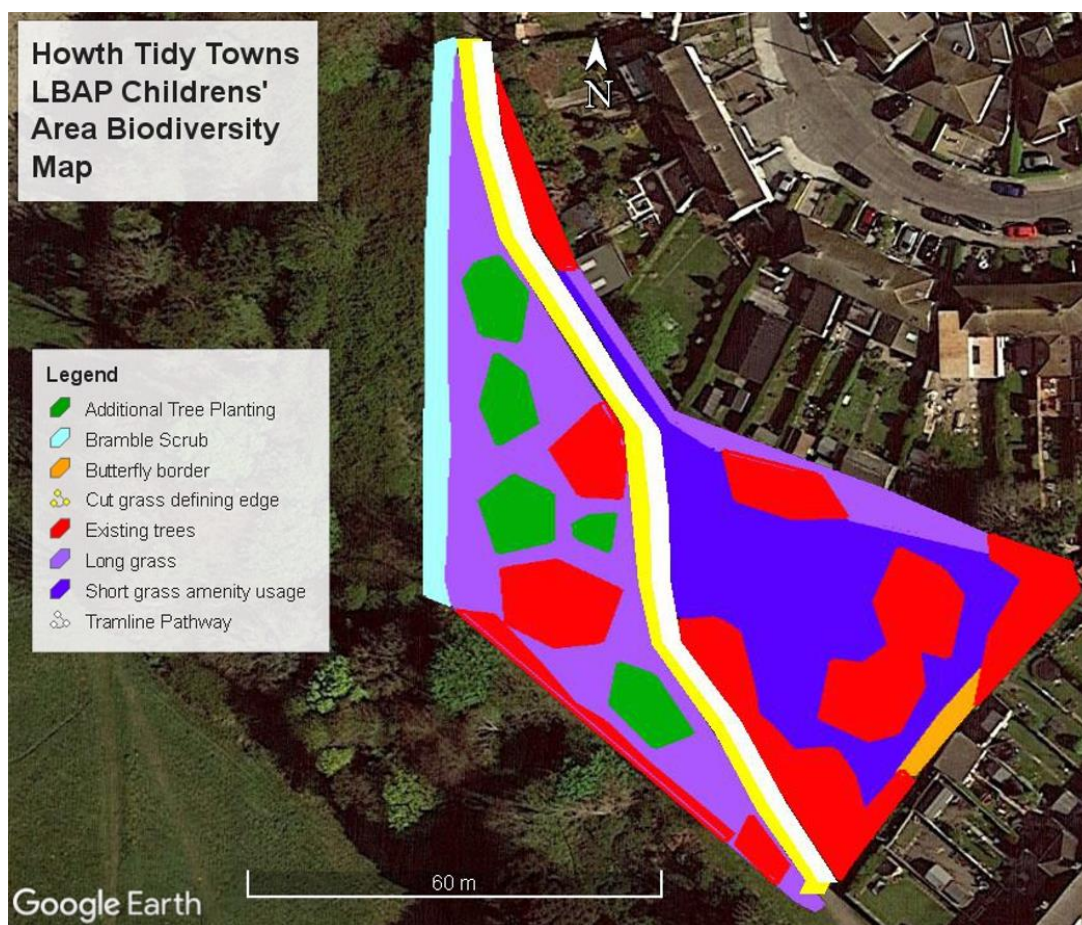 Howth Tidy Towns
LBAP Childrens'
Area Biodiversity
Map
N
Legend
Additional Tree Planting
Bramble Scrub
Butterfly border
Cut grass defining edge
Existing trees
Long grass
Short grass amenity usage
Tramline Pathway
60 m
Google Earth